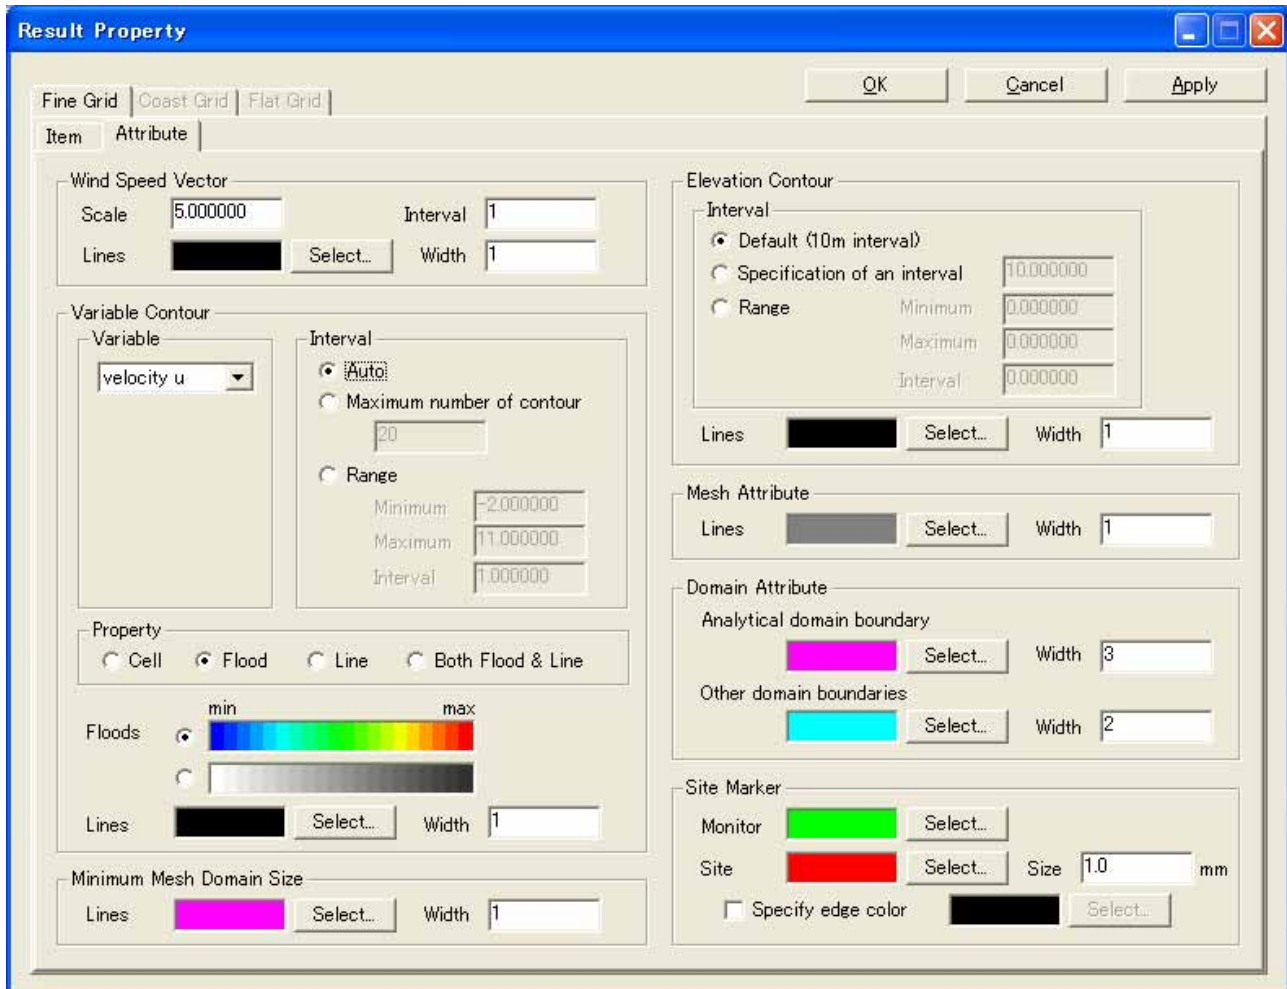 Result Property
OK Cancel Apply
Fine Grid Coast Grid Flat Grid
Item Attribute
Wind Speed Vector
Scale 5.000000 Interval 1
Lines Select... Width 1
Variable Contour
Variable
velocity u
Interval
Auto
Maximum number of contour
20
Range
Minimum -2.000000
Maximum 11.000000
Interval 1.000000
Property
Cell Flood Line Both Flood & Line
min max
Floods
Lines Select... Width 1
Minimum Mesh Domain Size
Lines Select... Width 1
Elevation Contour
Interval
Default (10m interval)
Specification of an interval 10.000000
Range Minimum 0.000000
Maximum 0.000000
Interval 0.000000
Lines Select... Width 1
Mesh Attribute
Lines Select... Width 1
Domain Attribute
Analytical domain boundary
Select... Width 3
Other domain boundaries
Select... Width 2
Site Marker
Monitor Select...
Site Select... Size 1.0 mm
Specify edge color Select...